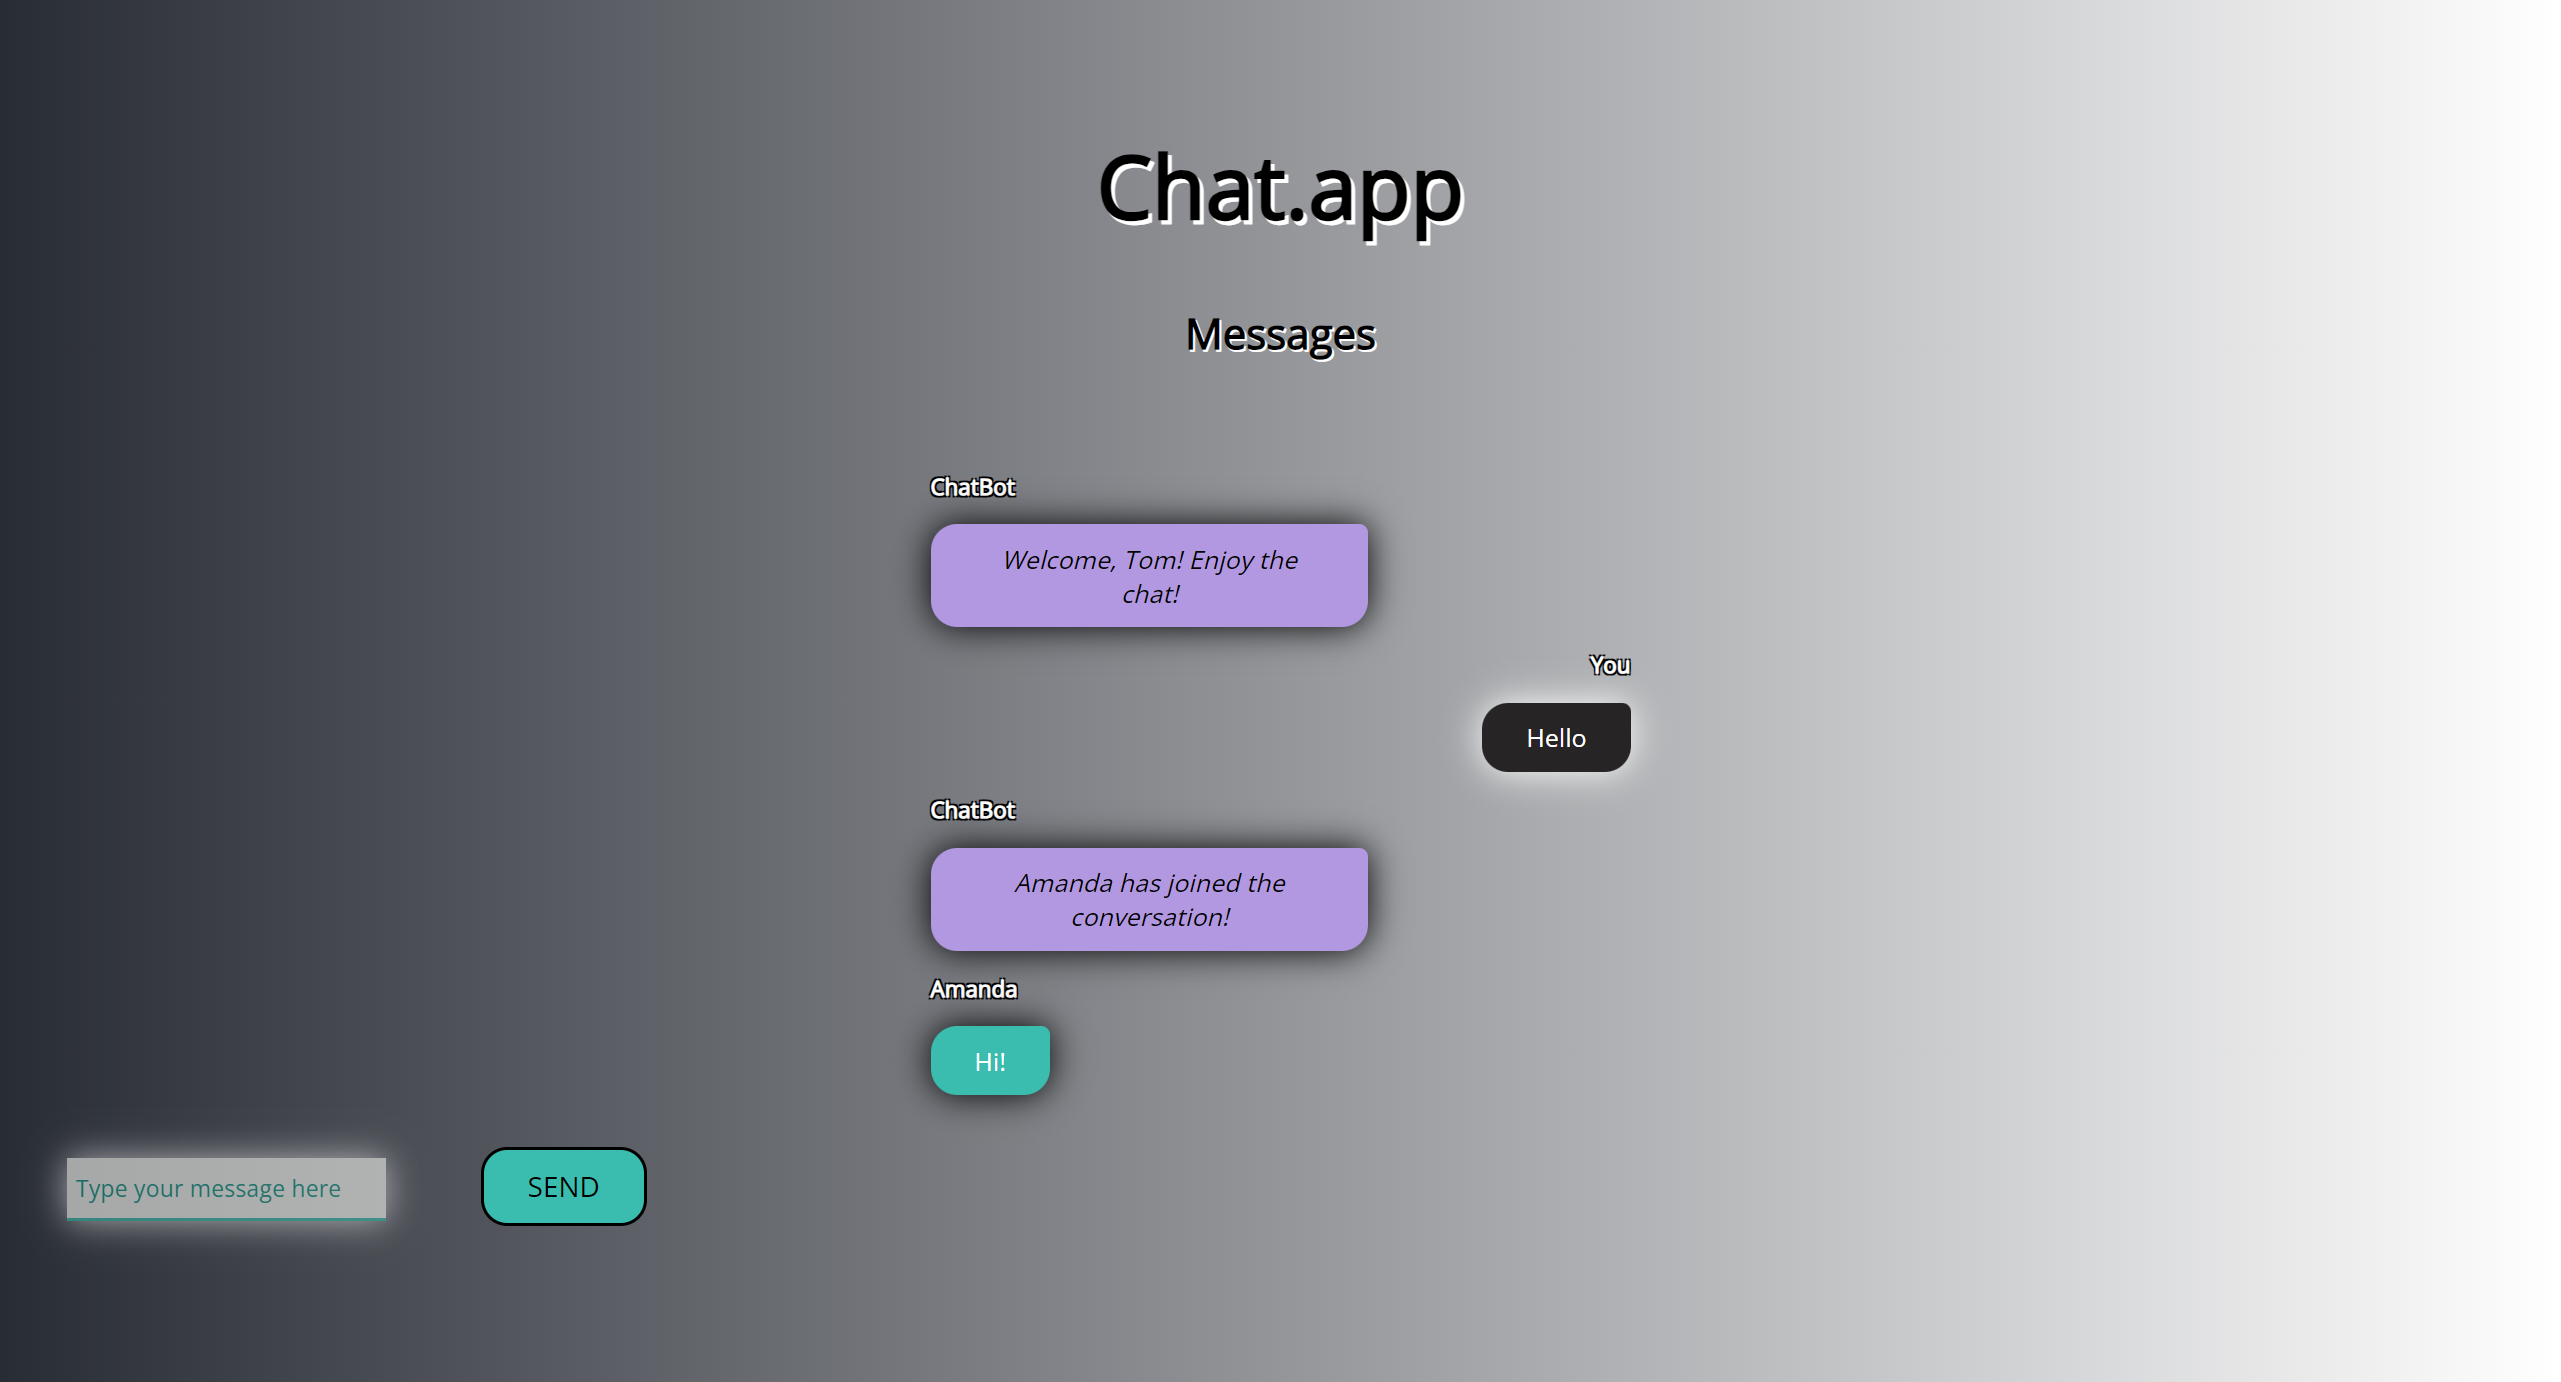 Chat.app
Messages
ChatBot
Welcome, Tom! Enjoy the
chat!
You
Hello
ChatBot
Amanda has joined the
conversation!
Amanda
Hi!
Type your message here
SEND